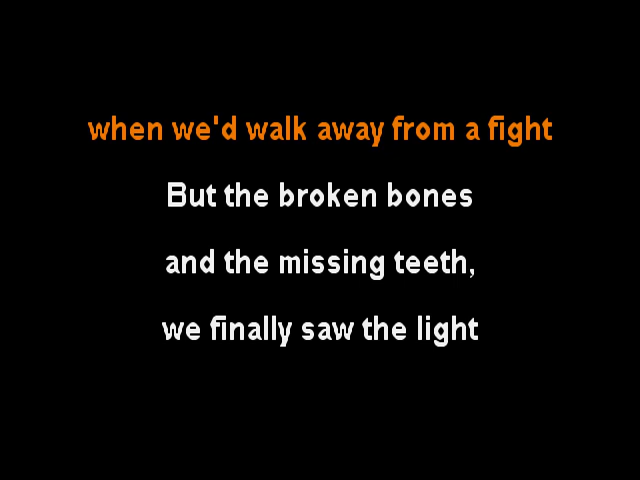 when we'd walk away from a fight
But the broken bones
and the missing teeth,
we finally saw the light